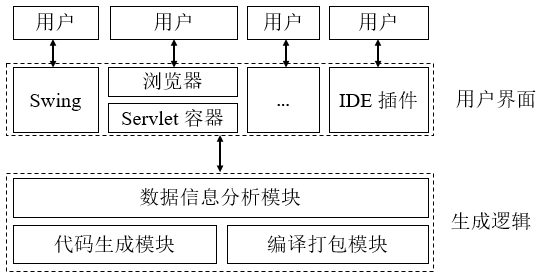 用户 用户 用户 用户
Swing 浏览器 Servlet 容器 ... IDE 插件 用户界面
数据信息分析模块
生成逻辑
代码生成模块 编译打包模块